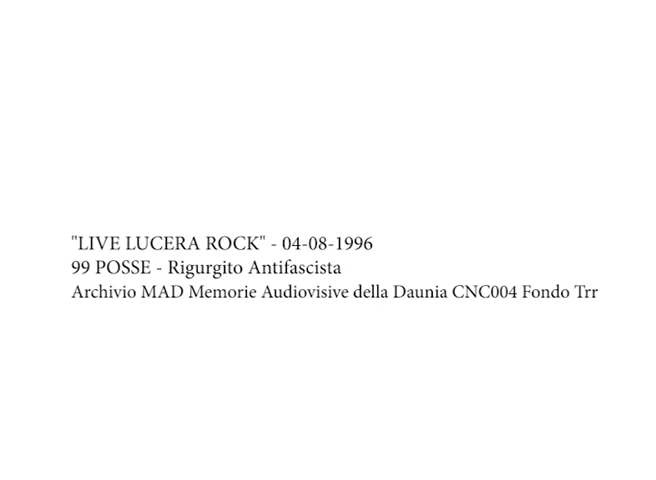 "LIVE LUCERA ROCK" - 04-08-1996
99 POSSE - Rigurgito Antifascista
Archivio MAD Memorie Audiovisive della Daunia CNC004 Fondo Trr